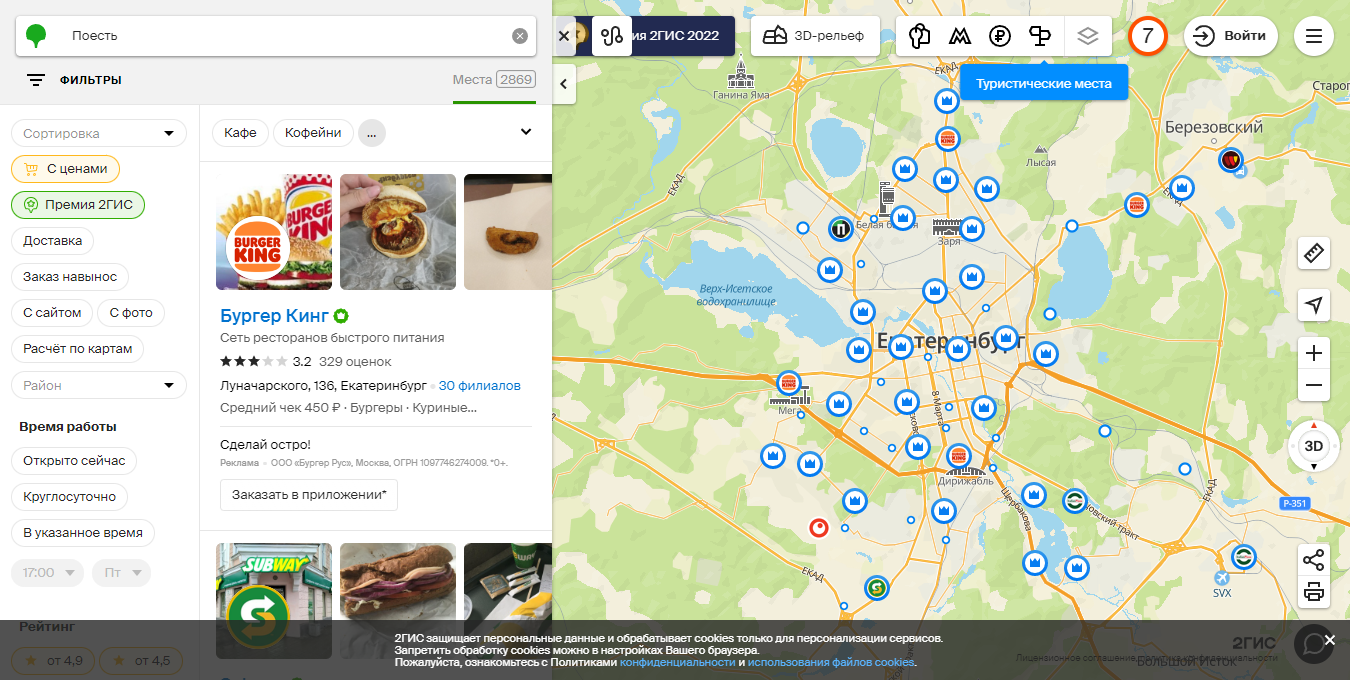 Поесть
ия 2ГИС 2022
3D-рельеф
7
Войти
ФИЛЬТРЫ
Места 2869
Туристические места
Сортировка
С ценами
Премия 2ГИС
Доставка
Заказ навынос
С сайтом
С фото
Расчёт по картам
Район
Время работы
Открыто сейчас
Круглосуточно
В указанное время
17:00
Пт
Рейтинг
от 4,9
от 4,5
Кафе
Кофейни
...
BURGER KING
Бургер Кинг
Сеть ресторанов быстрого питания
3.2 329 оценок
Луначарского, 136, Екатеринбург 30 филиалов
Средний чек 450 ₽ · Бургеры · Куриные...
Сделай остро!
Реклама ООО «Бургер Рус», Москва, ОГРН 1097746274009. *0+.
Заказать в приложении*
SUBWAY
ЕКАД
Ганина Яма
Старог
Березовский
Лысая
ЕКАД
ЕКАД
Белая б
Заря
Верх-Исетское
водохранилище
Екатеринбург
Мега
8 Марта
Дирижабль
3D
Щербакова
ЕКАД
Р-351
ЕКАД
SVX
2ГИС
Лицензионное соглашение
Большой Исток
2ГИС защищает персональные данные и обрабатывает cookies только для персонализации сервисов.
Запретить обработку cookies можно в настройках Вашего браузера.
Пожалуйста, ознакомьтесь с Политиками конфиденциальности и использования файлов cookies.